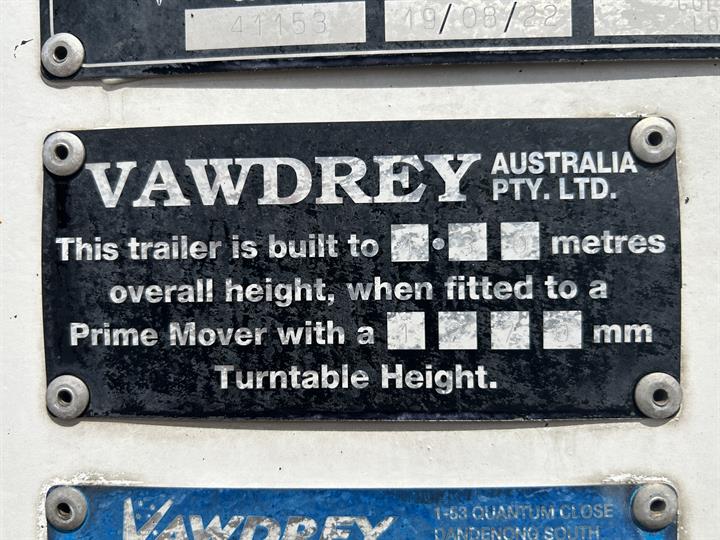 41153 19/08/22
VAWDREY AUSTRALIA PTY. LTD.
This trailer is built to metres
overall height, when fitted to a
Prime Mover with a mm
Turntable Height.
VAWDREY
1-53 QUANTUM CLOSE
DANDENONG SOUTH